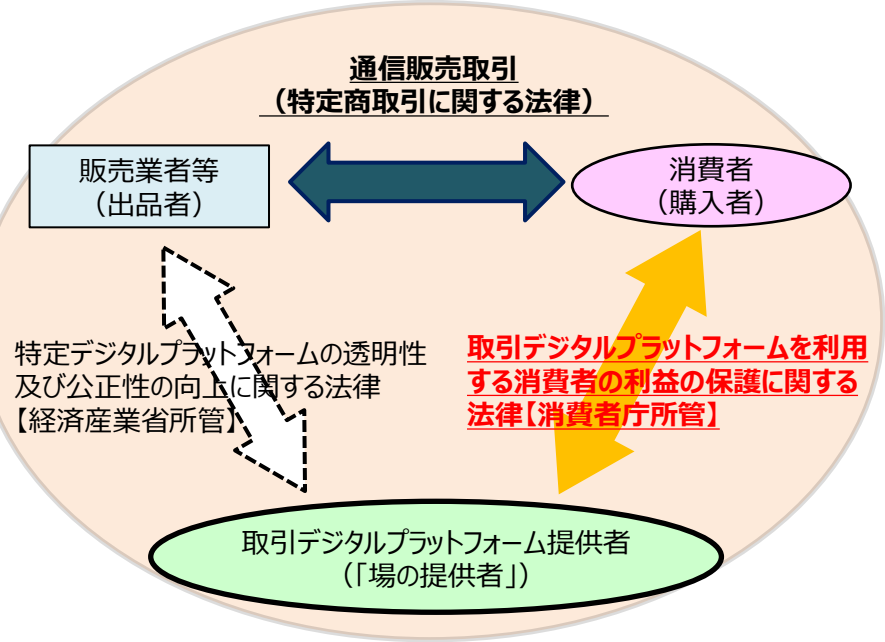 通信販売取引
（特定商取引に関する法律）
販売業者等
（出品者）
消費者
（購入者）
特定デジタルプラットフォームの透明性
及び公正性の向上に関する法律
【経済産業省所管】
取引デジタルプラットフォームを利用
する消費者の利益の保護に関する
法律【消費者庁所管】
取引デジタルプラットフォーム提供者
（「場の提供者」）